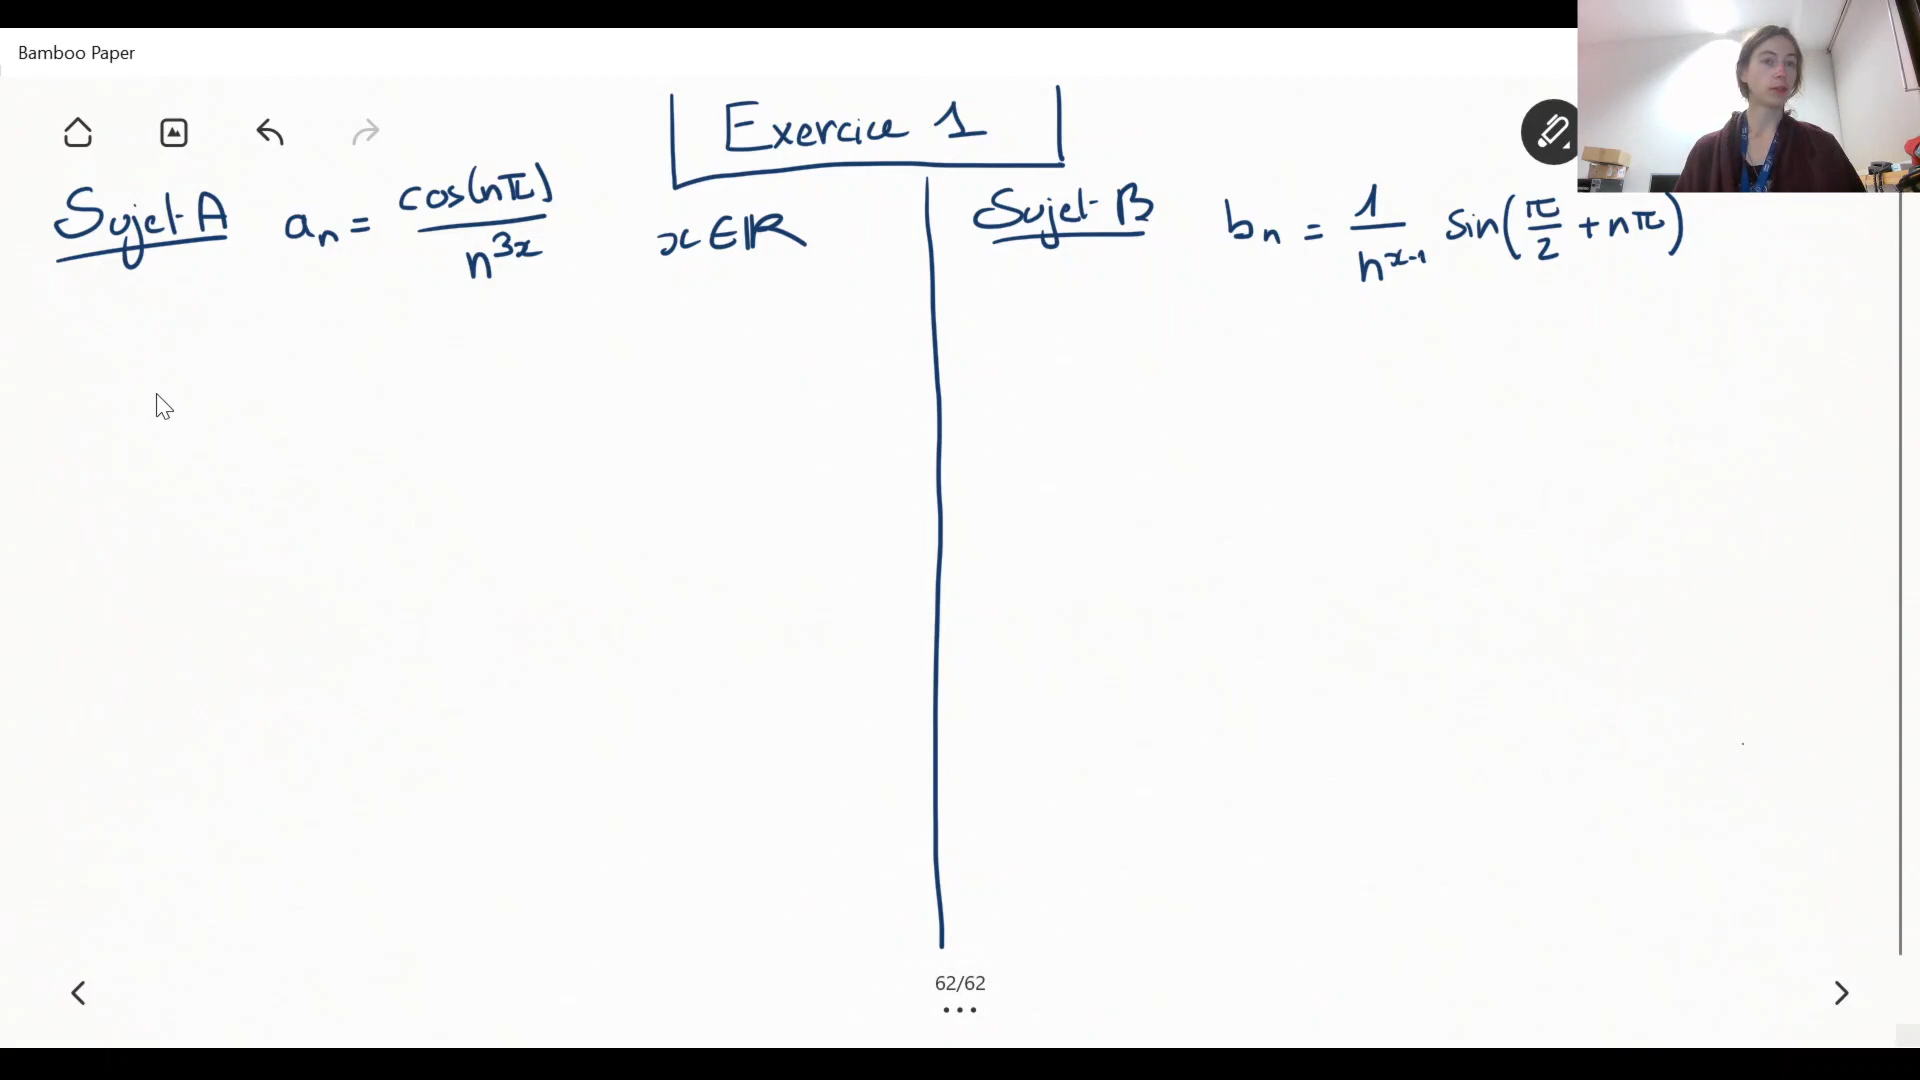 Bamboo Paper
Exercice 1
Sujet A aₙ = cos(nπ) / n^{3x} x∈ℝ
Sujet B bₙ = 1 / n^{x-1} sin(π/2 + nπ)
62/62